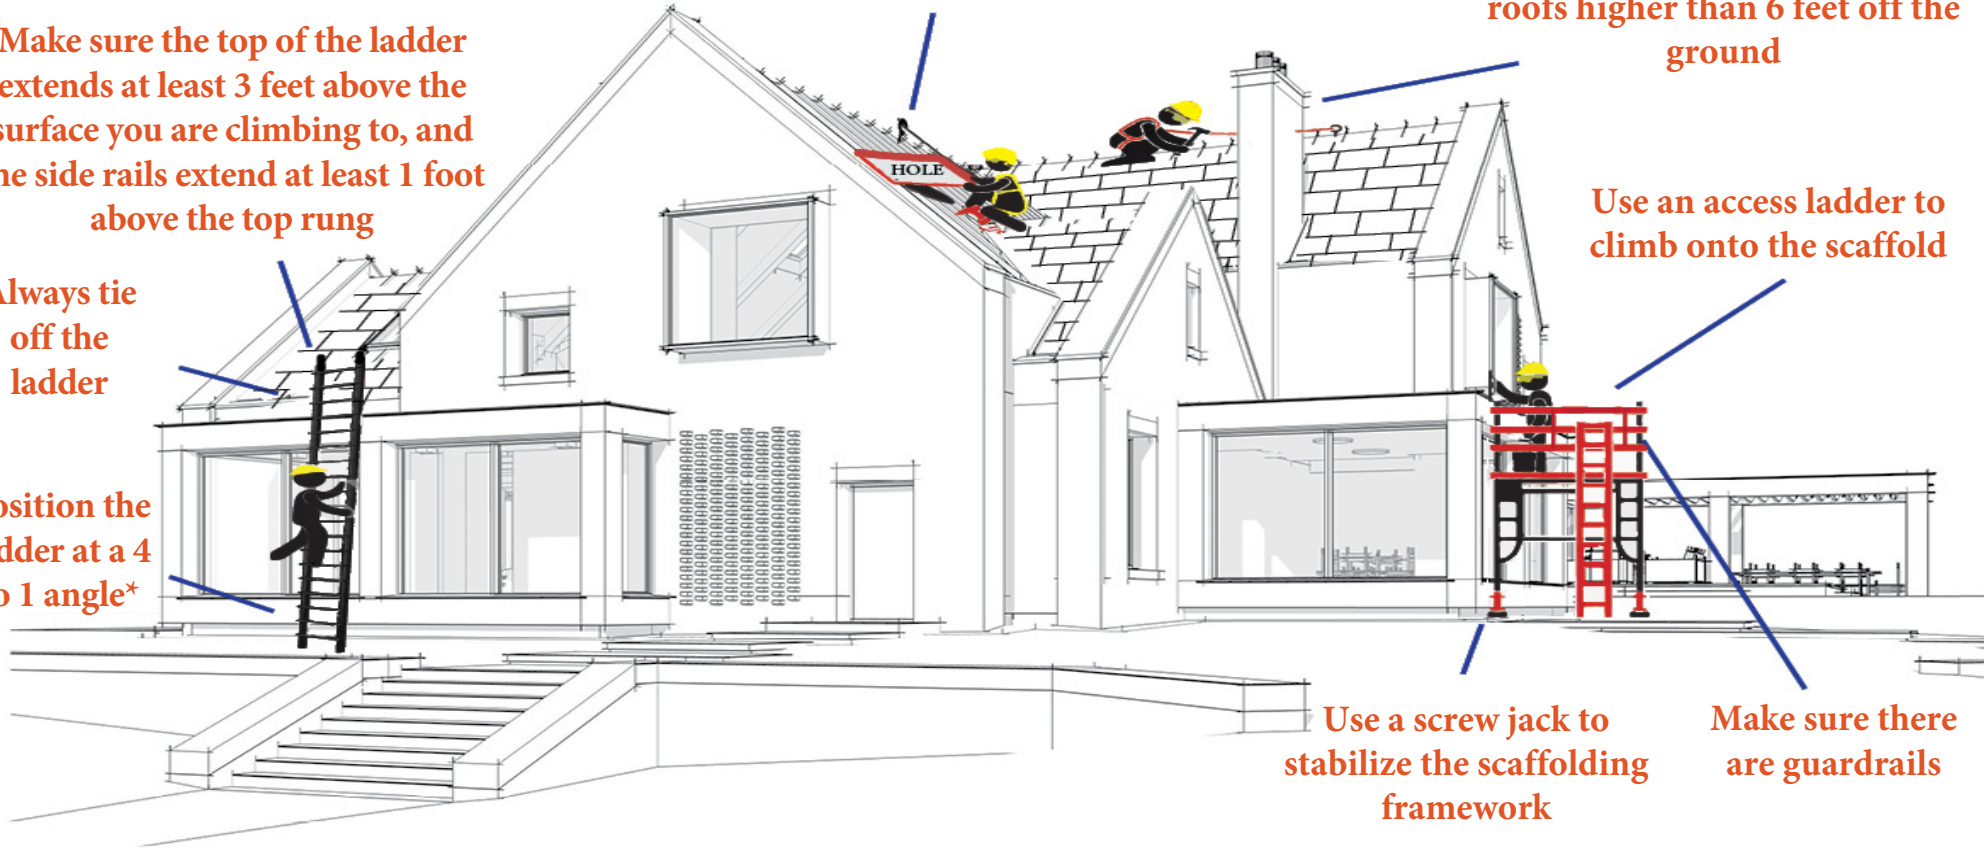 roofs higher than 6 feet off the
ground
Make sure the top of the ladder
extends at least 3 feet above the
surface you are climbing to, and
he side rails extend at least 1 foot
above the top rung
HOLE
Use an access ladder to
climb onto the scaffold
Always tie
off the
ladder
osition the
dder at a 4
o 1 angle*
Use a screw jack to
stabilize the scaffolding
framework
Make sure there
are guardrails